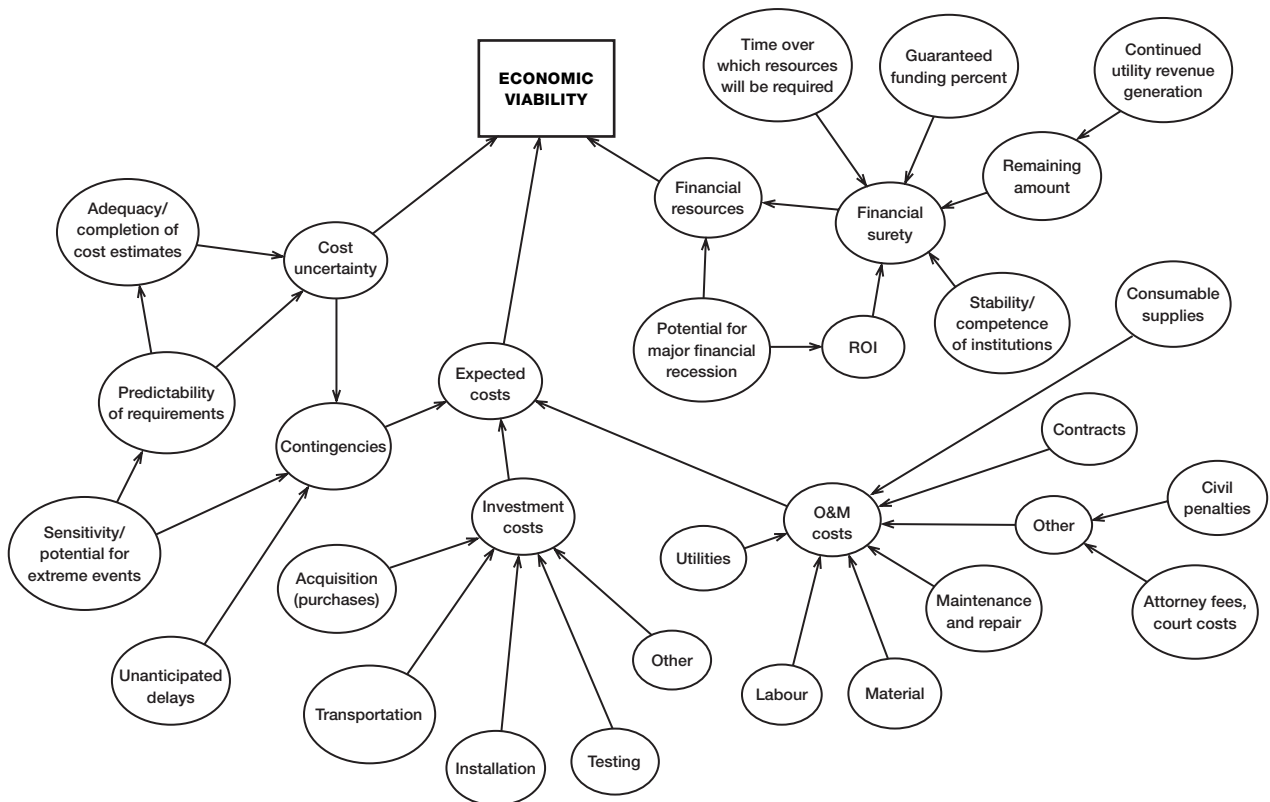 ECONOMIC
VIABILITY
Time over
which resources
will be required
Guaranteed
funding percent
Continued
utility revenue
generation
Remaining
amount
Financial
resources
Financial
surety
Adequacy/
completion of
cost estimates
Cost
uncertainty
Stability/
competence
of institutions
Consumable
supplies
Potential for
major financial
recession
ROI
Predictability
of requirements
Expected
costs
Contingencies
Contracts
Sensitivity/
potential for
extreme events
Investment
costs
O&M
costs
Other
Civil
penalties
Utilities
Acquisition
(purchases)
Maintenance
and repair
Attorney fees,
court costs
Unanticipated
delays
Other
Transportation
Labour
Material
Installation
Testing